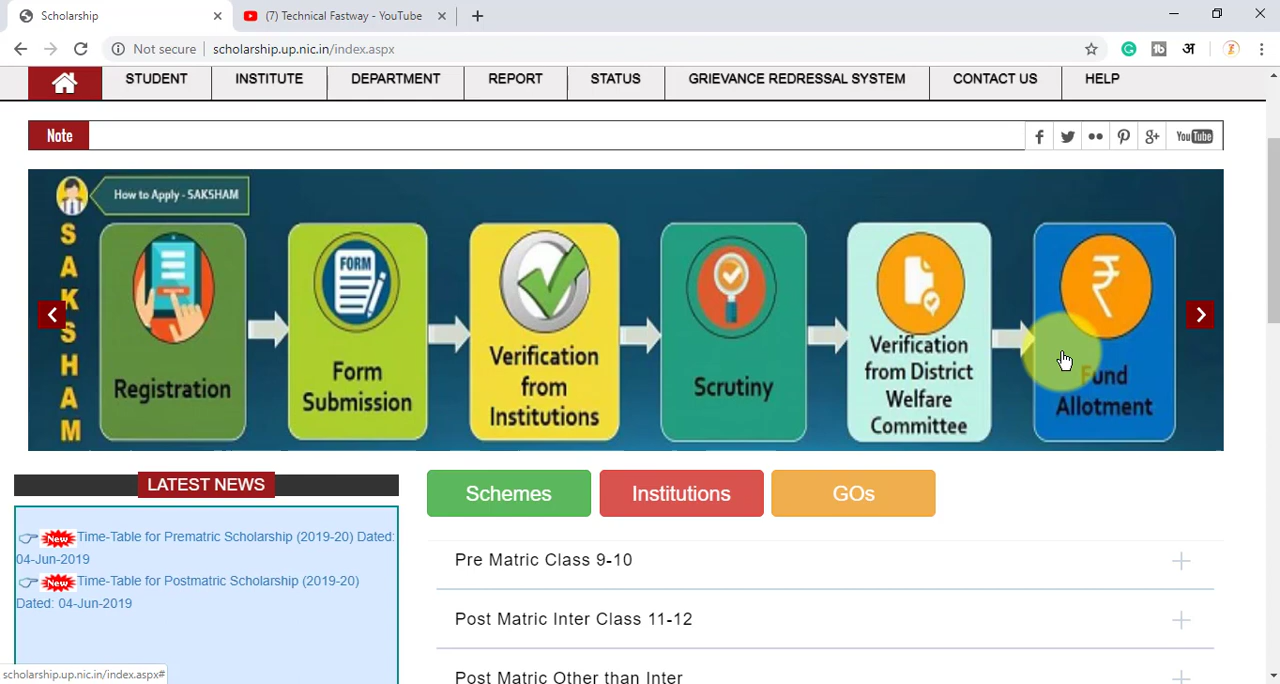 Scholarship
(7) Technical Fastway - YouTube
Not secure | scholarship.up.nic.in/index.aspx
अ
STUDENT INSTITUTE DEPARTMENT REPORT STATUS GRIEVANCE REDRESSAL SYSTEM CONTACT US HELP
Note
You Tube
How to Apply - SAKSHAM
SAKSHAM
FORM
Registration
Form
Submission
Verification
from
Institutions
Scrutiny
Verification
from District
Welfare
Committee
Fund
Allotment
LATEST NEWS
New Time-Table for Prematric Scholarship (2019-20) Dated:
04-Jun-2019
New Time-Table for Postmatric Scholarship (2019-20)
Dated: 04-Jun-2019
Schemes Institutions GOs
Pre Matric Class 9-10
Post Matric Inter Class 11-12
Post Matric Other than Inter
scholarship.up.nic.in/index.aspx#